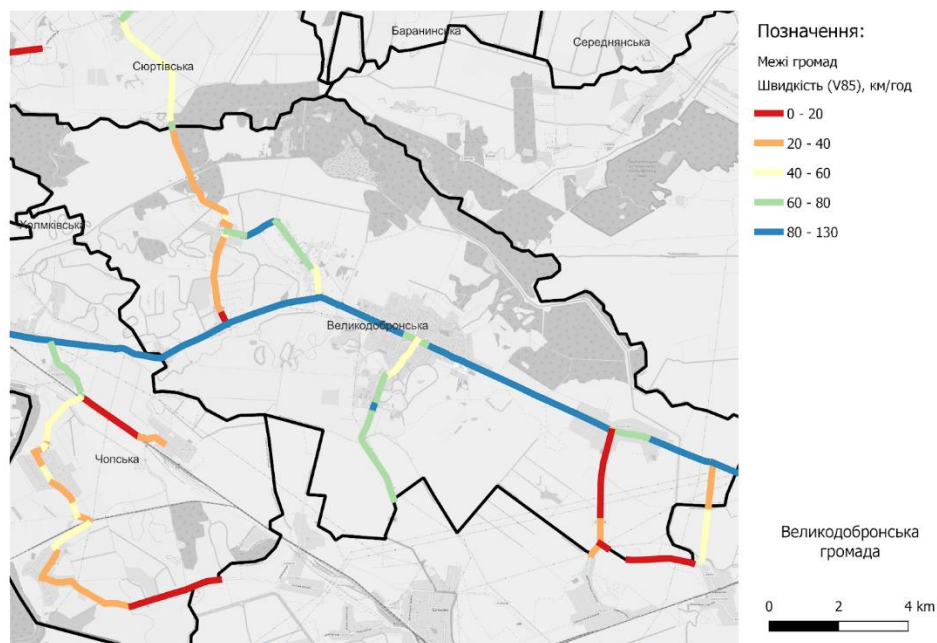 Баранинська
Середнянська
Сюртівська
Холмківська
Великодобронська
Чопська
Позначення:
Межі громад
Швидкість (V85), км/год
0 - 20
20 - 40
40 - 60
60 - 80
80 - 130
Великодобронська
громада
0 2 4 km